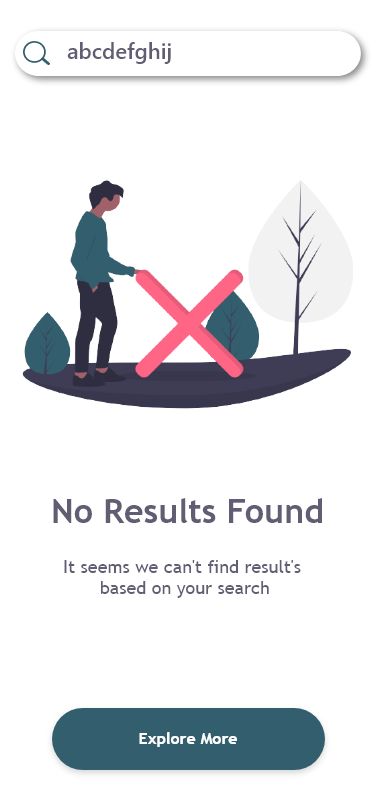 abcdefghij
No Results Found
It seems we can't find result's
based on your search
Explore More